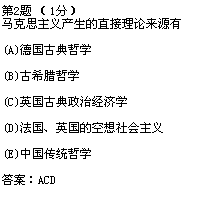 第2题 (1分)
马克思主义产生的直接理论来源有
(A)德国古典哲学
(B)古希腊哲学
(C)英国古典政治经济学
(D)法国、英国的空想社会主义
(E)中国传统哲学
答案：ACD